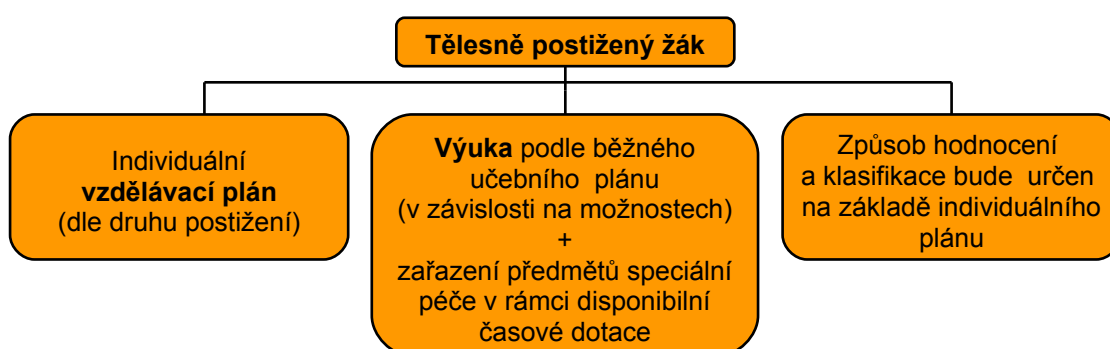 Tělesně postižený žák
Individuální
vzdělávací plán
(dle druhu postižení)
Výuka podle běžného
učebního plánu
(v závislosti na možnostech)
+
zařazení předmětů speciální
péče v rámci disponibilní
časové dotace
Způsob hodnocení
a klasifikace bude určen
na základě individuálního
plánu